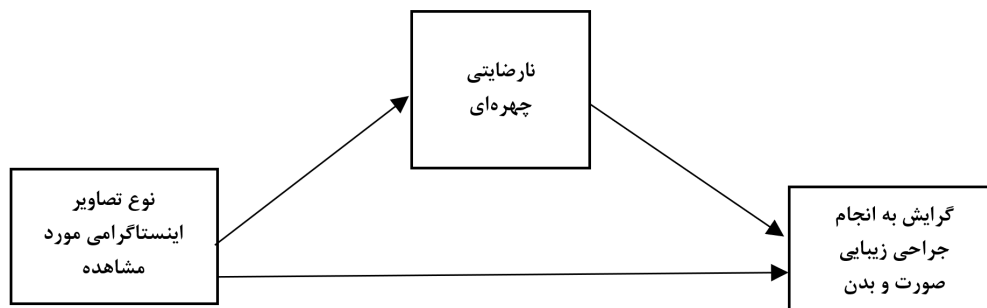 نارضایتی
چهره‌ای
نوع تصاویر
اینستاگرامی مورد
مشاهده
گرایش به انجام
جراحی زیبایی
صورت و بدن